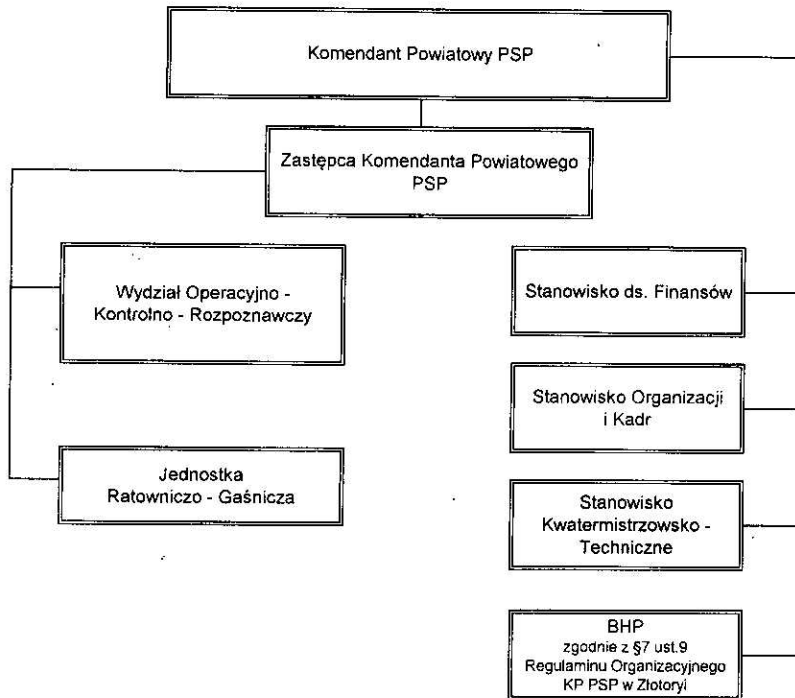 Komendant Powiatowy PSP
Zastępca Komendanta Powiatowego
PSP
Wydział Operacyjno -
Kontrolno - Rozpoznawczy
Jednostka
Ratowniczo - Gaśnicza
Stanowisko ds. Finansów
Stanowisko Organizacji
i Kadr
Stanowisko
Kwatermistrzowsko -
Techniczne
BHP
zgodnie z §7 ust.9
Regulaminu Organizacyjnego
KP PSP w Złotoryi